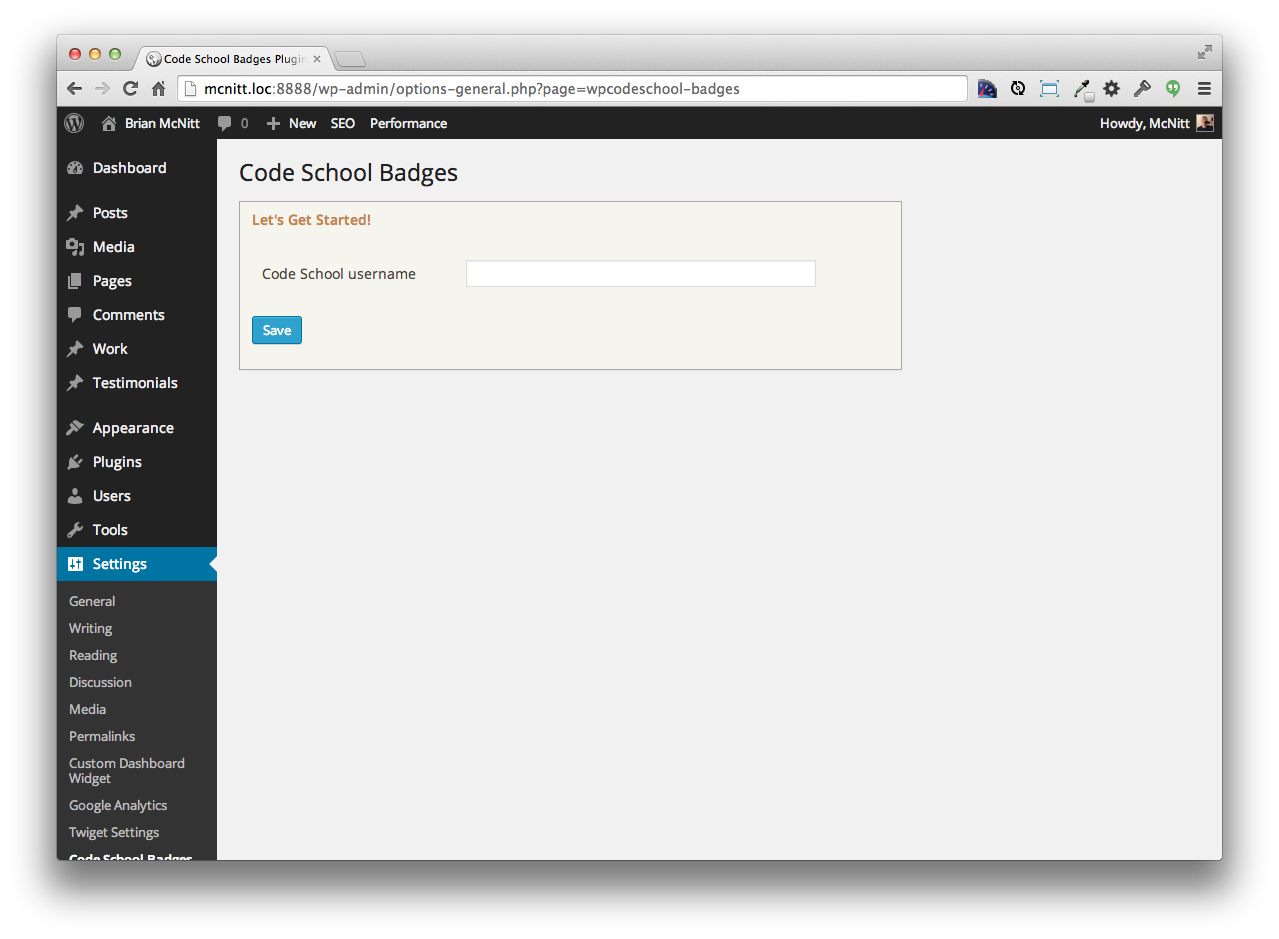 Code School Badges Plugin
mcnitt.loc:8888/wp-admin/options-general.php?page=wpcodeschool-badges
Brian McNitt 0 New SEO Performance Howdy, McNitt
Dashboard
Posts
Media
Pages
Comments
Work
Testimonials
Appearance
Plugins
Users
Tools
Settings
General
Writing
Reading
Discussion
Media
Permalinks
Custom Dashboard
Widget
Google Analytics
Twiget Settings
Code School Badges
Code School Badges
Let's Get Started!
Code School username
Save